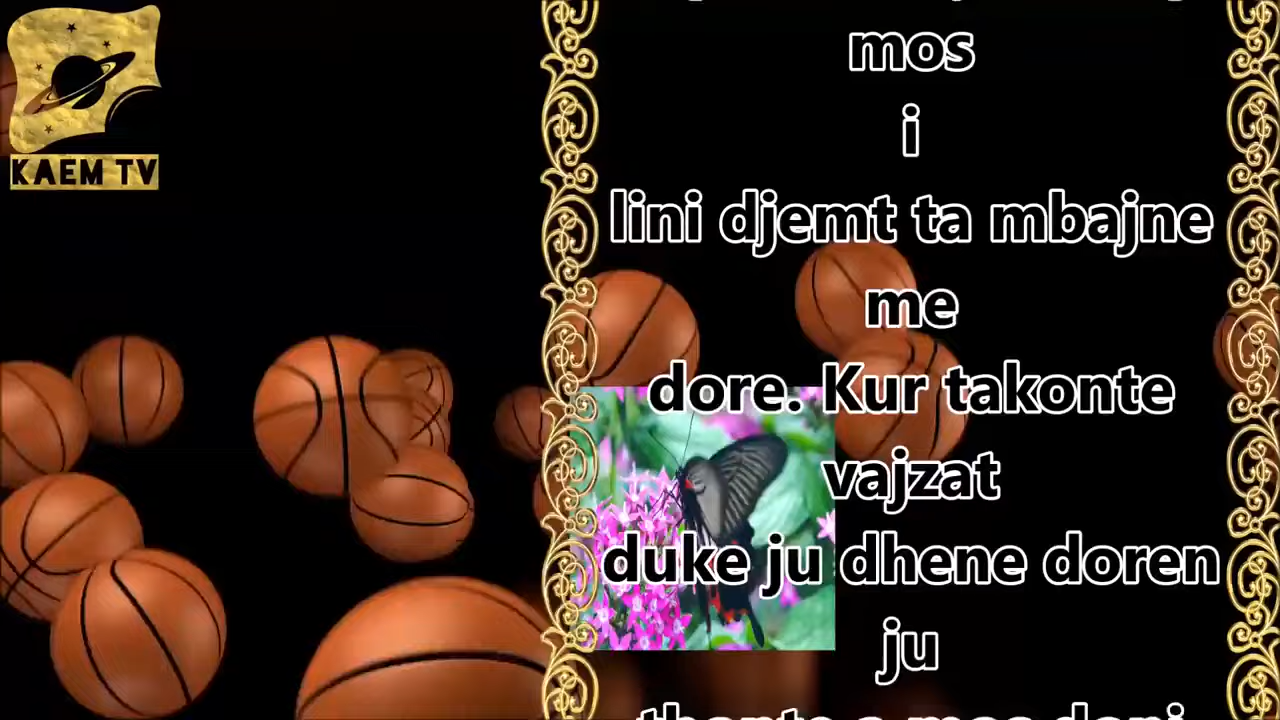 KAEM TV
mos
i
lini djemt ta mbajne
me
dore. Kur takonte
vajzat
duke ju dhene doren
ju